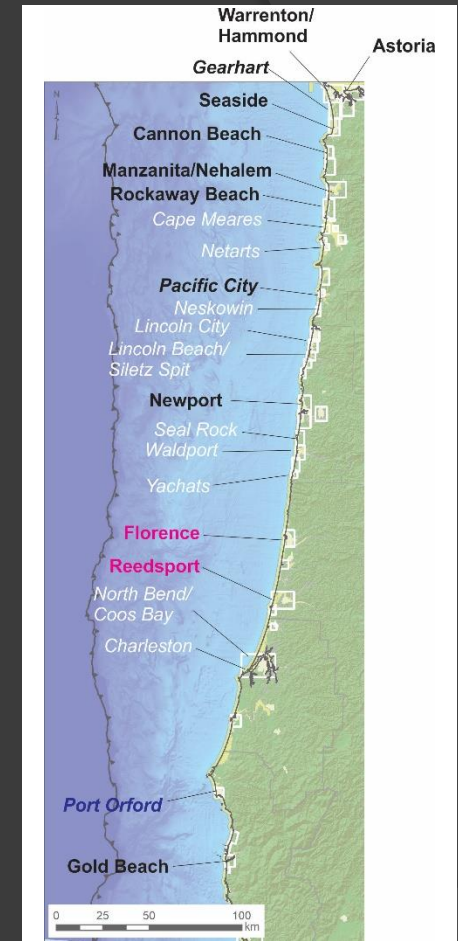 Warrenton/
Hammond
Astoria
Gearhart
N
Seaside
Cannon Beach
Manzanita/Nehalem
Rockaway Beach
Cape Meares
Netarts
Pacific City
Neskowin
Lincoln City
Lincoln Beach/
Siletz Spit
Newport
Seal Rock
Waldport
Yachats
Florence
Reedsport
North Bend/
Coos Bay
Charleston
Port Orford
Gold Beach
0 25 50 100
km